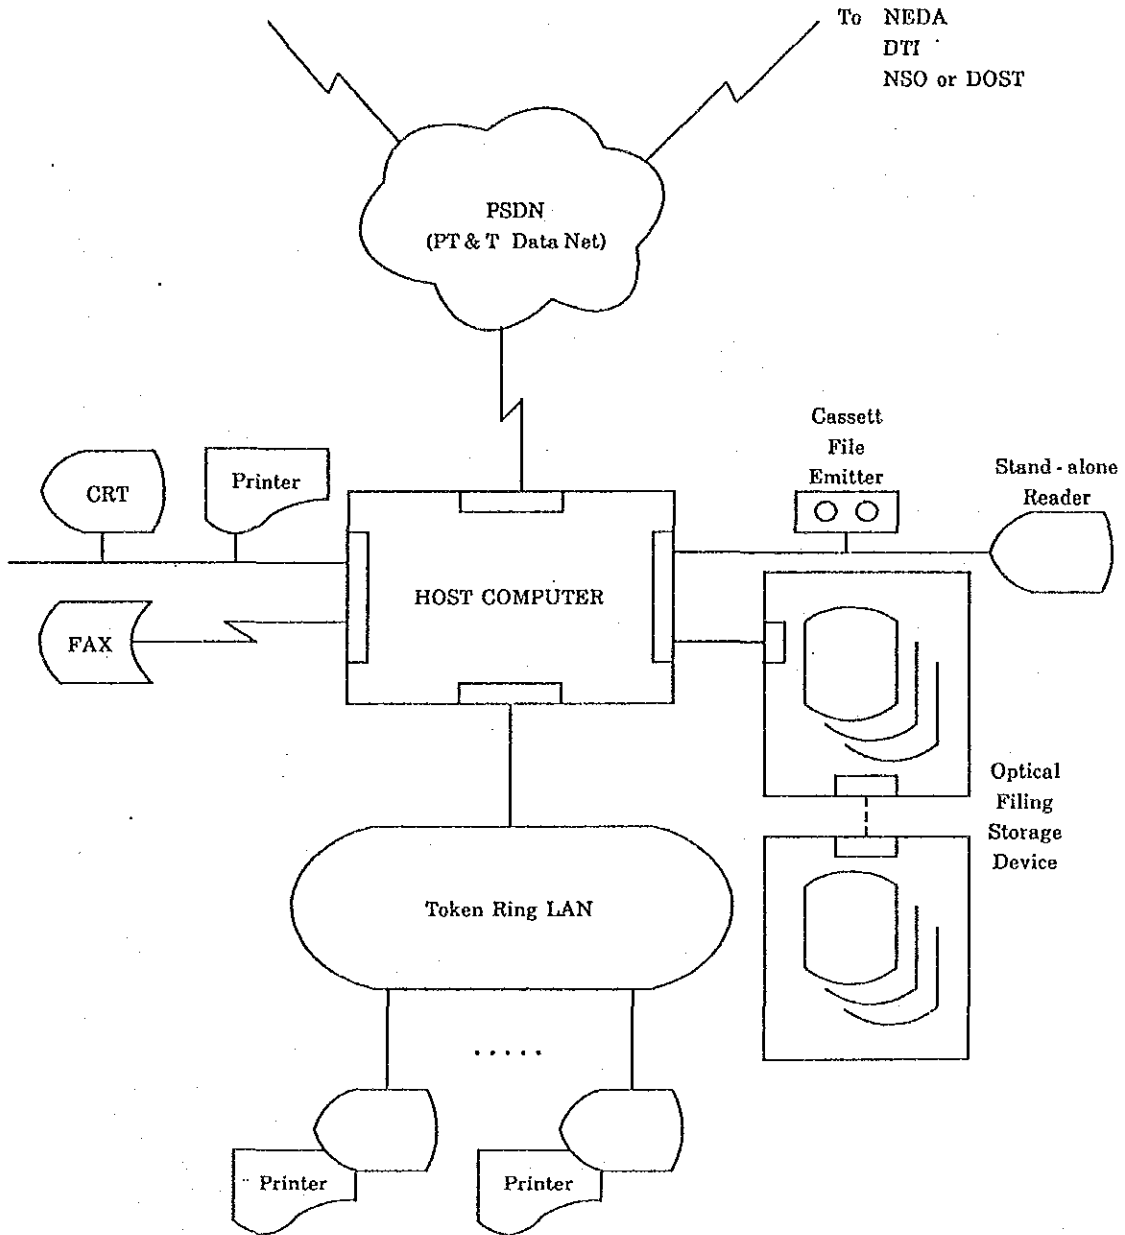 To NEDA
DTI
NSO or DOST
PSDN
(PT & T Data Net)
Cassett
File
Emitter
Stand - alone
Reader
CRT
Printer
HOST COMPUTER
FAX
Optical
Filing
Storage
Device
Token Ring LAN
.....
Printer
Printer